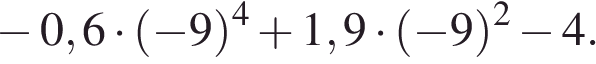 − 0,6 · (−9)⁴ + 1,9 · (−9)² − 4.